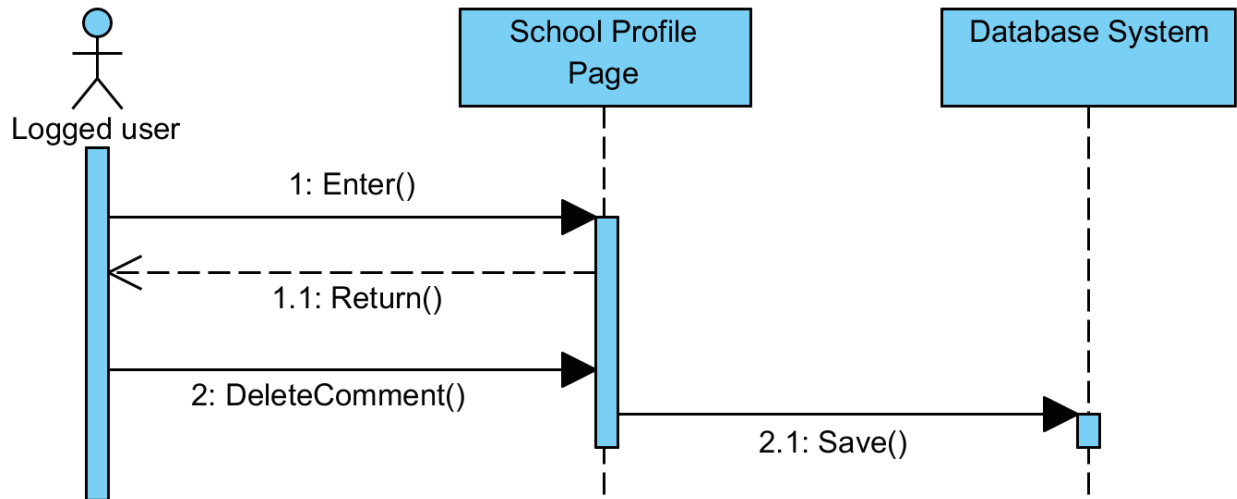 School Profile
Page
Database System
Logged user
1: Enter()
1.1: Return()
2: DeleteComment()
2.1: Save()